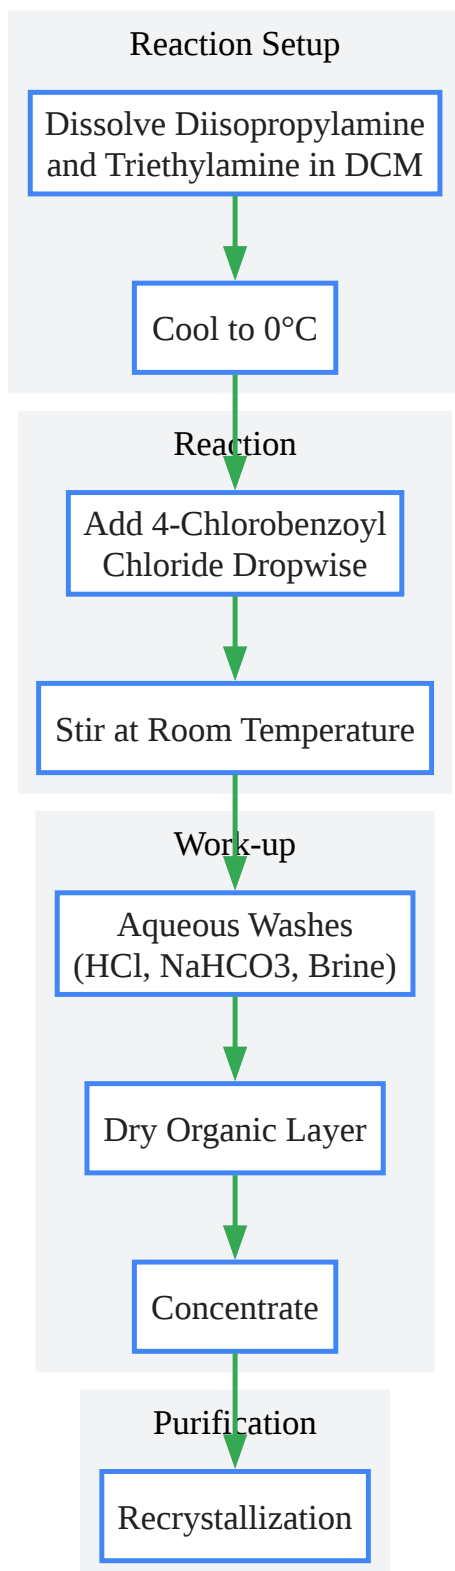 Reaction Setup
Dissolve Diisopropylamine
and Triethylamine in DCM
Cool to 0°C
Reaction
Add 4-Chlorobenzoyl
Chloride Dropwise
Stir at Room Temperature
Work-up
Aqueous Washes
(HCl, NaHCO3, Brine)
Dry Organic Layer
Concentrate
Purification
Recrystallization